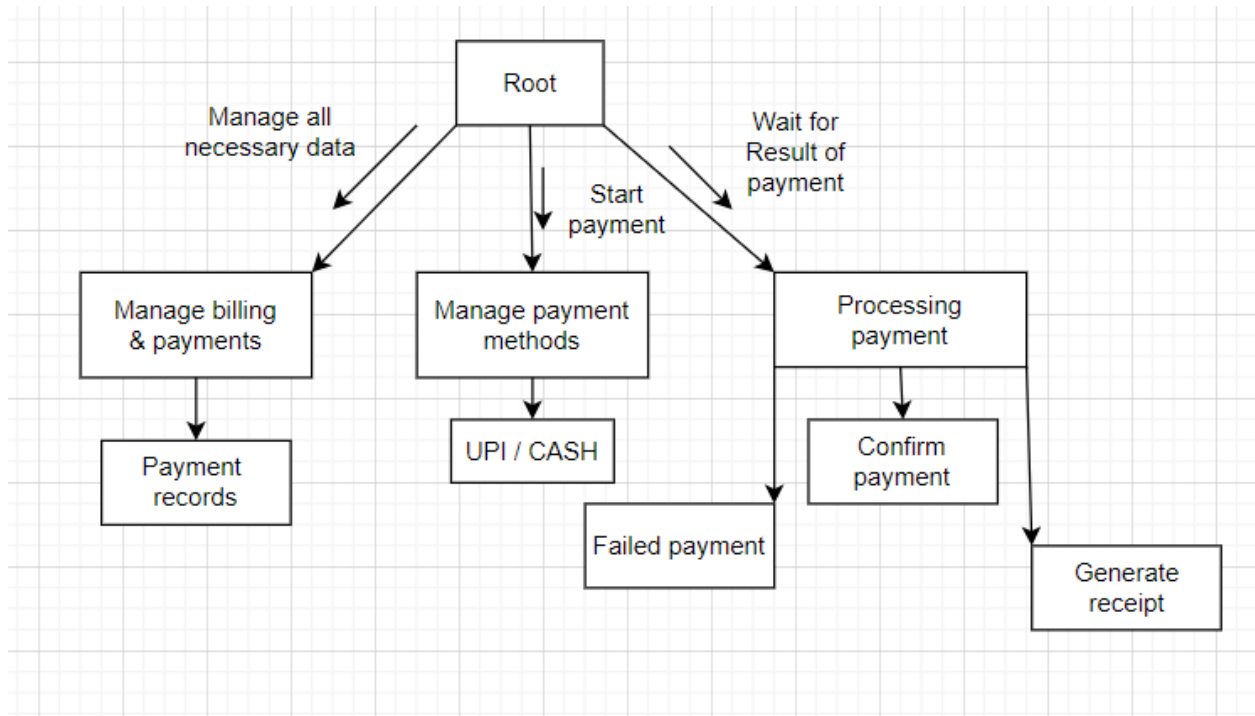 Root
Manage all
necessary data
Start
payment
Wait for
Result of
payment
Manage billing
& payments
Manage payment
methods
Processing
payment
Payment
records
UPI / CASH
Confirm
payment
Failed payment
Generate
receipt